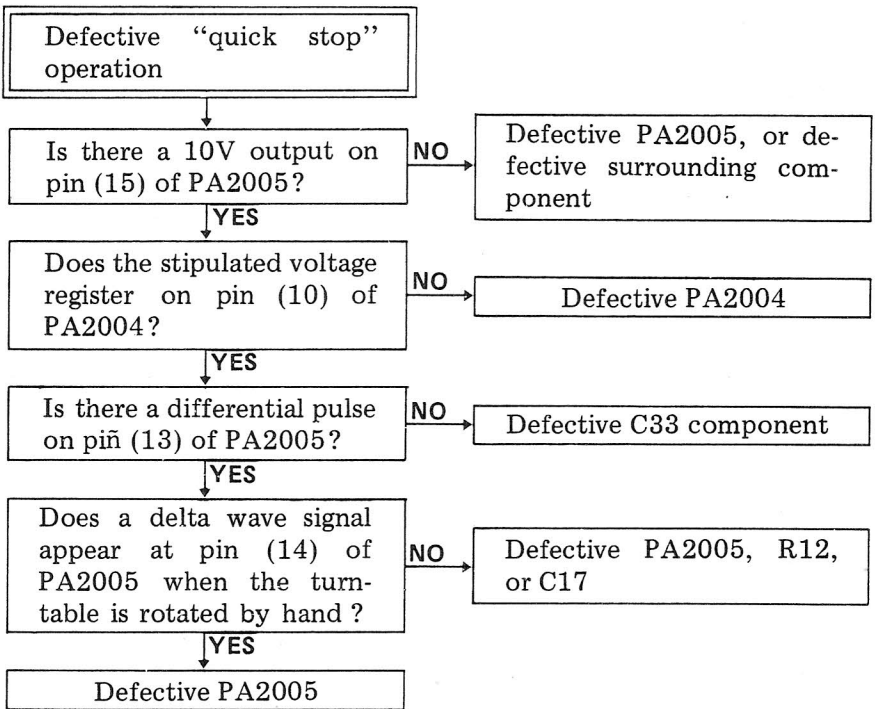 Defective “quick stop”
operation
Is there a 10V output on
pin (15) of PA2005?
NO
Defective PA2005, or de-
fective surrounding com-
ponent
YES
Does the stipulated voltage
register on pin (10) of
PA2004?
NO
Defective PA2004
YES
Is there a differential pulse
on piñ (13) of PA2005?
NO
Defective C33 component
YES
Does a delta wave signal
appear at pin (14) of
PA2005 when the turn-
table is rotated by hand ?
NO
Defective PA2005, R12,
or C17
YES
Defective PA2005